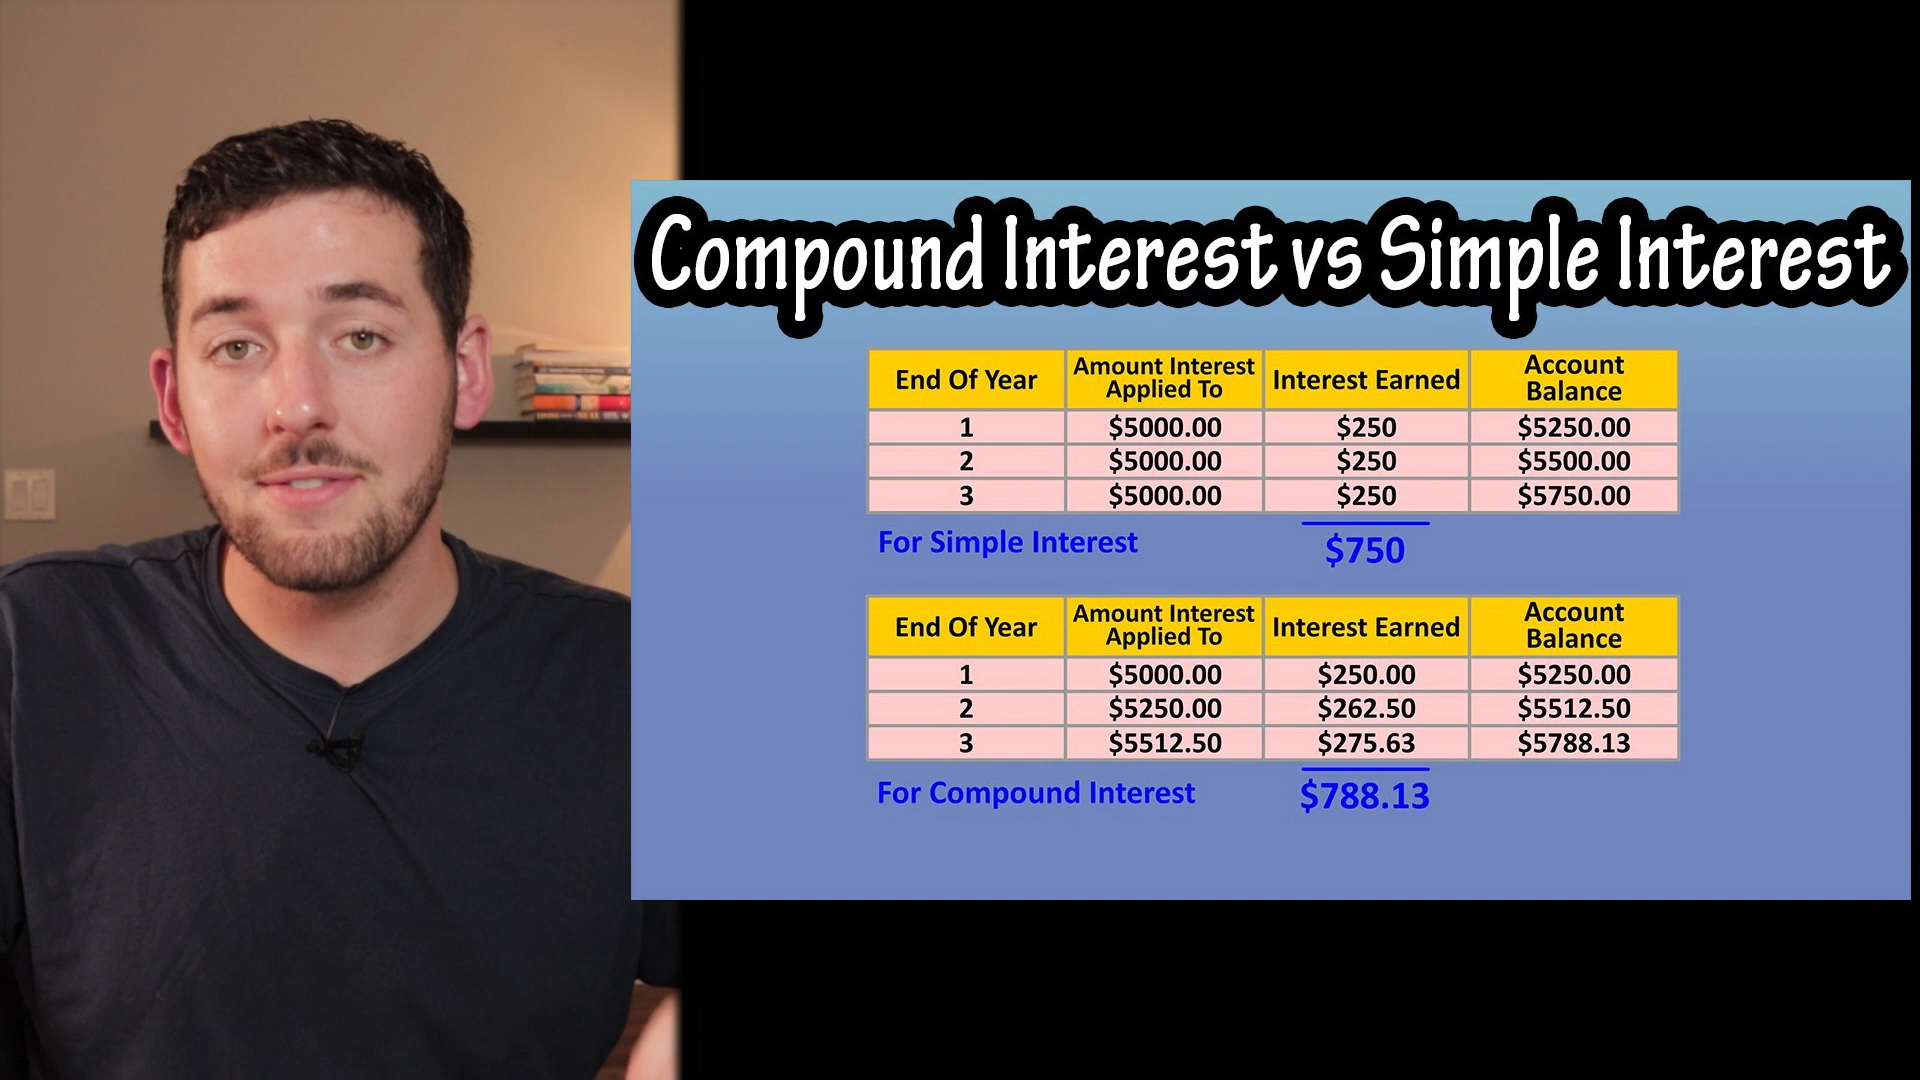 Compound Interest vs Simple Interest
End Of Year Amount Interest Applied To Interest Earned Account Balance
1 $5000.00 $250 $5250.00
2 $5000.00 $250 $5500.00
3 $5000.00 $250 $5750.00
For Simple Interest $750
End Of Year Amount Interest Applied To Interest Earned Account Balance
1 $5000.00 $250.00 $5250.00
2 $5250.00 $262.50 $5512.50
3 $5512.50 $275.63 $5788.13
For Compound Interest $788.13